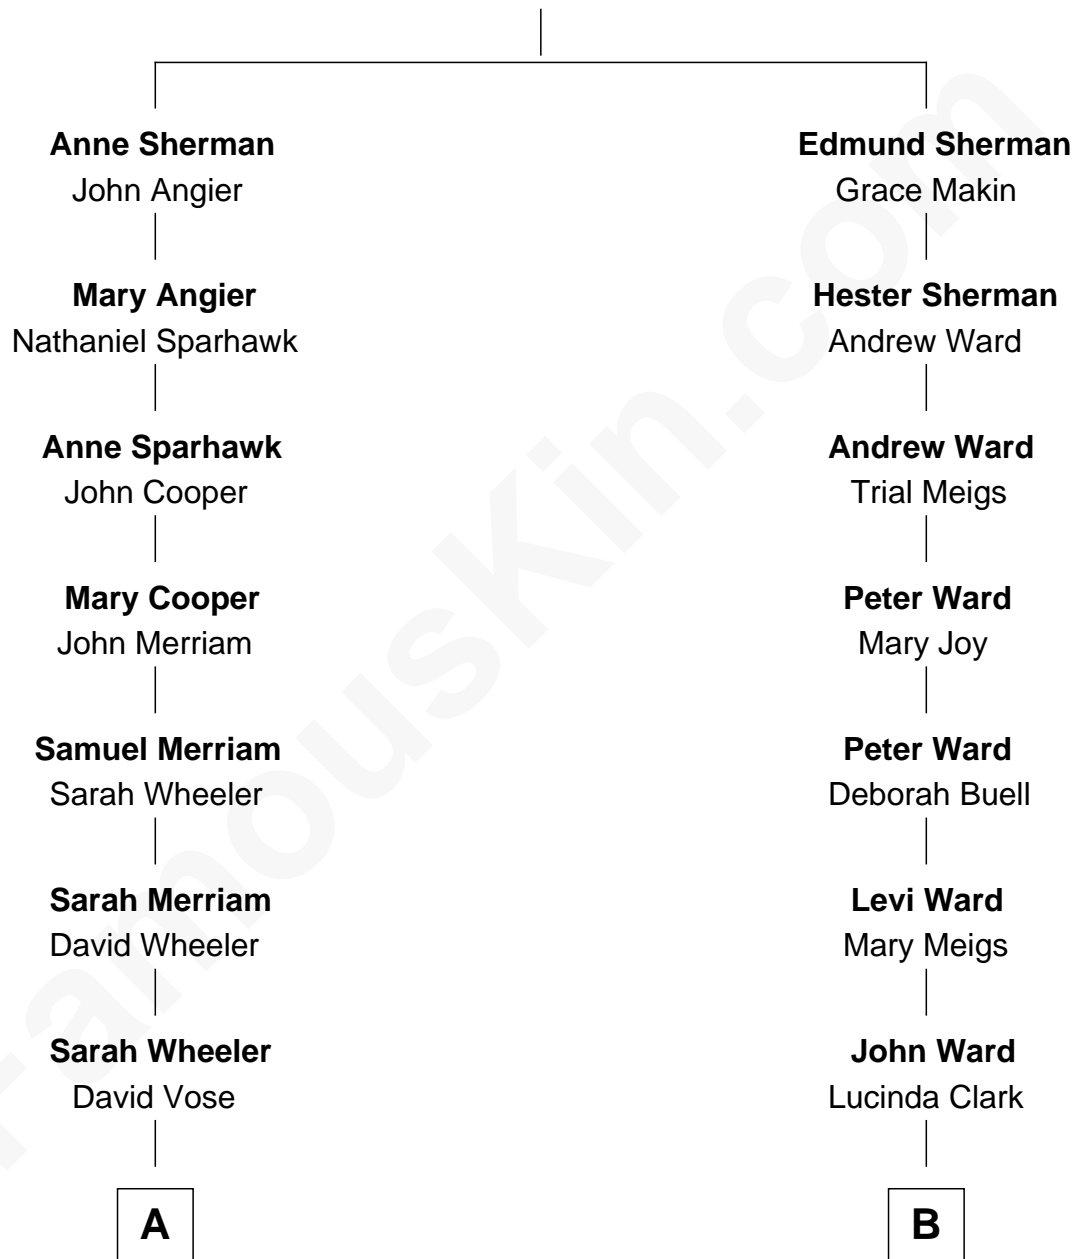 Anne Sherman
John Angier
Mary Angier
Nathaniel Sparhawk
Anne Sparhawk
John Cooper
Mary Cooper
John Merriam
Samuel Merriam
Sarah Wheeler
Sarah Merriam
David Wheeler
Sarah Wheeler
David Vose
A
Edmund Sherman
Grace Makin
Hester Sherman
Andrew Ward
Andrew Ward
Trial Meigs
Peter Ward
Mary Joy
Peter Ward
Deborah Buell
Levi Ward
Mary Meigs
John Ward
Lucinda Clark
B
FamousKin.com